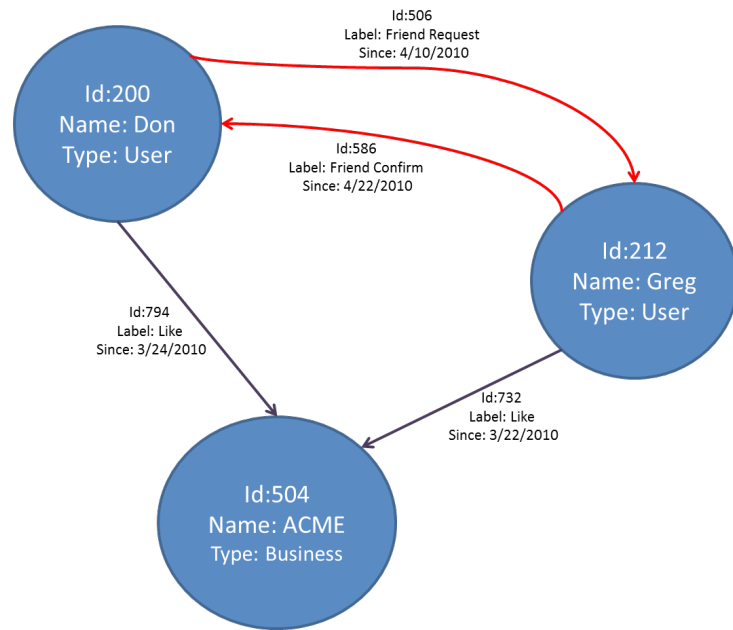 Id:506
Label: Friend Request
Since: 4/10/2010
Id:200
Name: Don
Type: User
Id:586
Label: Friend Confirm
Since: 4/22/2010
Id:212
Name: Greg
Type: User
Id:794
Label: Like
Since: 3/24/2010
Id:732
Label: Like
Since: 3/22/2010
Id:504
Name: ACME
Type: Business